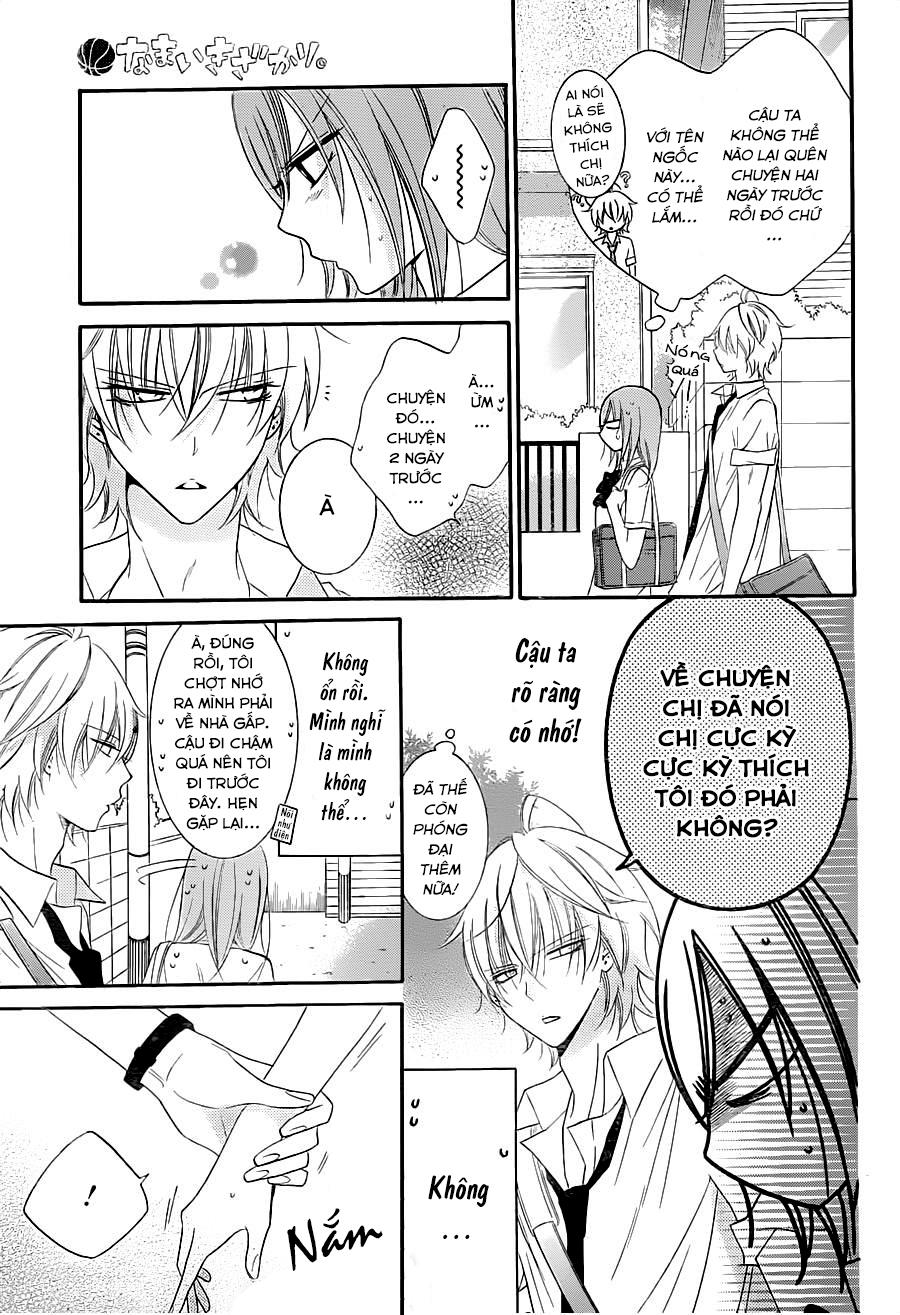 なまいきざかり。
CẬU TA
KHÔNG THỂ
NÀO LẠI QUÊN
CHUYỆN HAI
NGÀY TRƯỚC
RỒI ĐÓ CHỨ
...
VỚI TÊN
NGỐC
NÀY...
CÓ THỂ
LẮM...
AI NÓI
LÀ SẼ
KHÔNG
THÍCH
CHỊ
NỮA?
?
Nóng
Quá
À...
ỪM
...
CHUYỆN
ĐÓ...
CHUYỆN
2 NGÀY
TRƯỚC
...
À
VỀ CHUYỆN
CHỊ ĐÃ NÓI
CHỊ CỰC KỲ
CỰC KỲ THÍCH
TÔI ĐÓ PHẢI
KHÔNG?
Cậu ta
rõ ràng
có nhớ!
ĐÃ THẾ
CÒN
PHÓNG
ĐẠI
THÊM
NỮA!
Không
ổn rồi.
Mình nghĩ
là mình
không
thể...
À, ĐÚNG
RỒI, TÔI
CHỢT NHỚ
RA MÌNH PHẢI
VỀ NHÀ GẤP.
CẬU ĐI CHẬM
QUÁ NÊN TÔI
ĐI TRƯỚC
ĐÂY. HẸN
GẶP LẠI...
Nói
như
điên
Không
...
!
Nắm